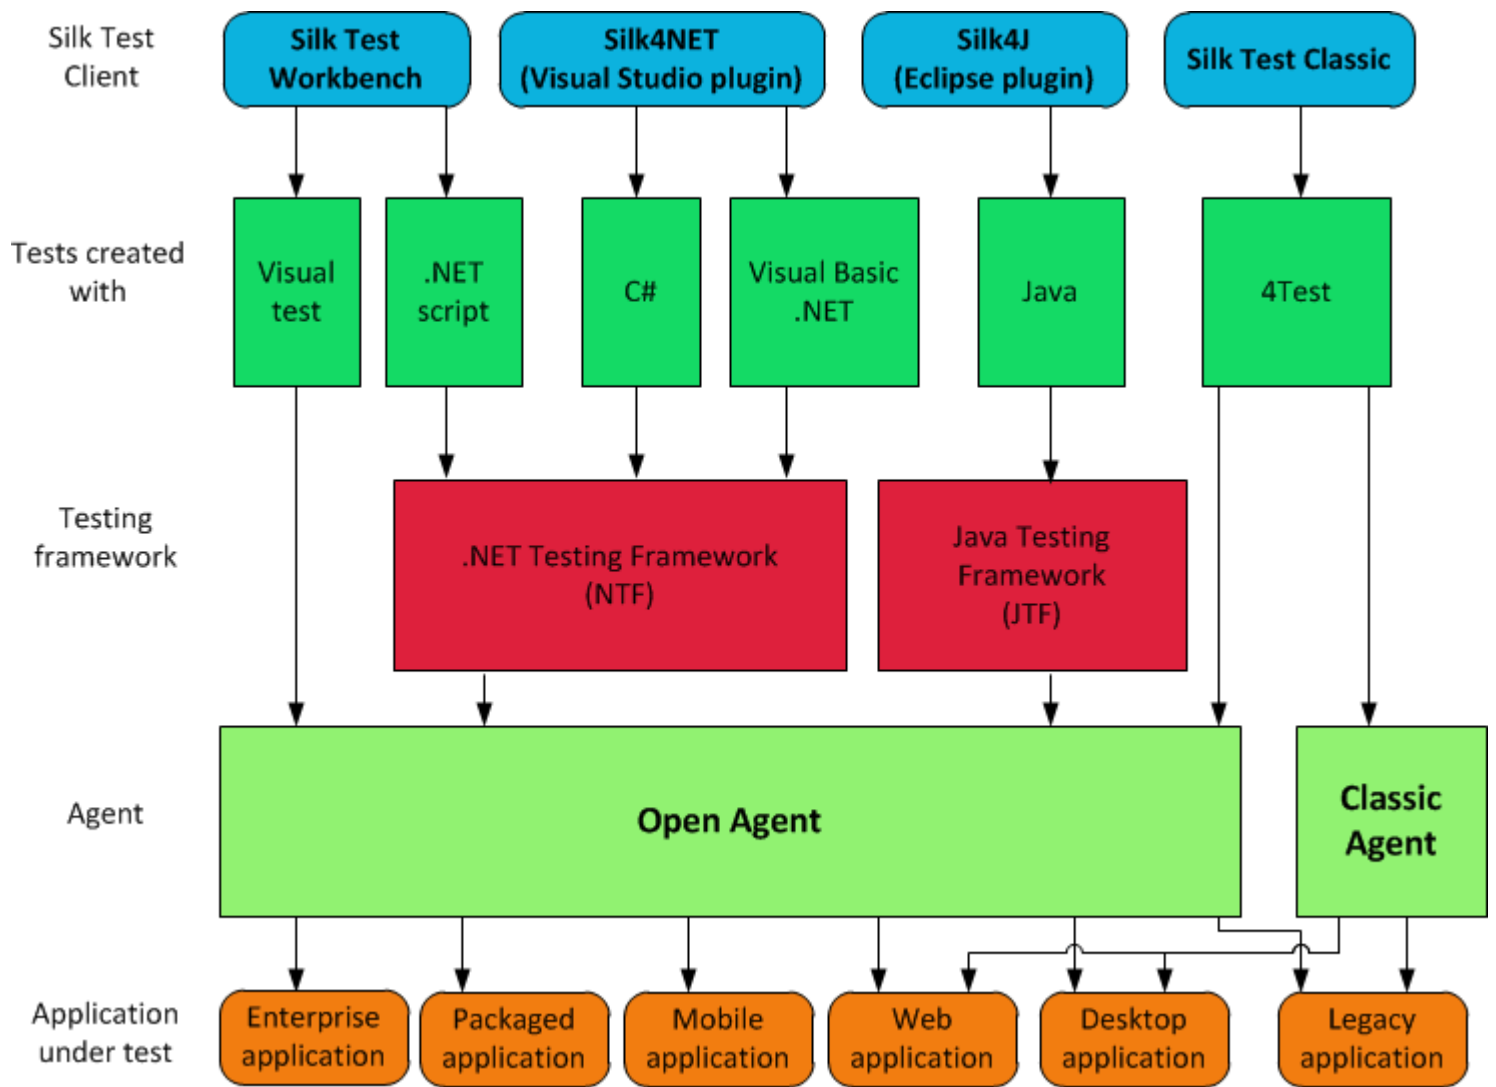 Silk Test
Client
Silk Test
Workbench
Silk4NET
(Visual Studio plugin)
Silk4J
(Eclipse plugin)
Silk Test Classic
Tests created
with
Visual
test
.NET
script
C#
Visual Basic
.NET
Java
4Test
Testing
framework
.NET Testing Framework
(NTF)
Java Testing
Framework
(JTF)
Agent
Open Agent
Classic
Agent
Application
under test
Enterprise
application
Packaged
application
Mobile
application
Web
application
Desktop
application
Legacy
application